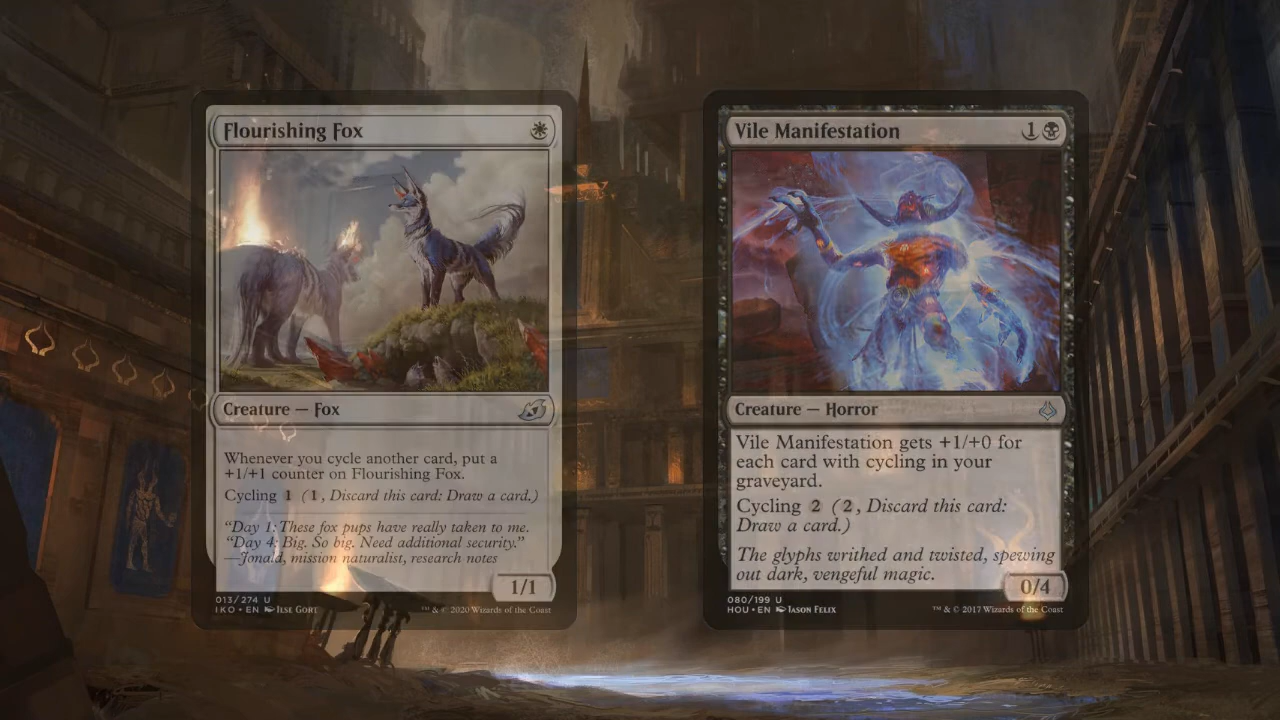 Flourishing Fox
Creature — Fox
Whenever you cycle another card, put a
+1/+1 counter on Flourishing Fox.
Cycling 1 (1, Discard this card: Draw a card.)
“Day 1: These fox pups have really taken to me.
“Day 4: Big. So big. Need additional security.”
—Jonald, mission naturalist, research notes
1/1
013/274 U
IKO • EN Ilse Gort
™ & © 2020 Wizards of the Coast
Vile Manifestation
1
Creature — Horror
Vile Manifestation gets +1/+0 for
each card with cycling in your
graveyard.
Cycling 2 (2, Discard this card:
Draw a card.)
The glyphs writhed and twisted, spewing
out dark, vengeful magic.
0/4
080/199 U
HOU • EN Jason Felix
™ & © 2017 Wizards of the Coast